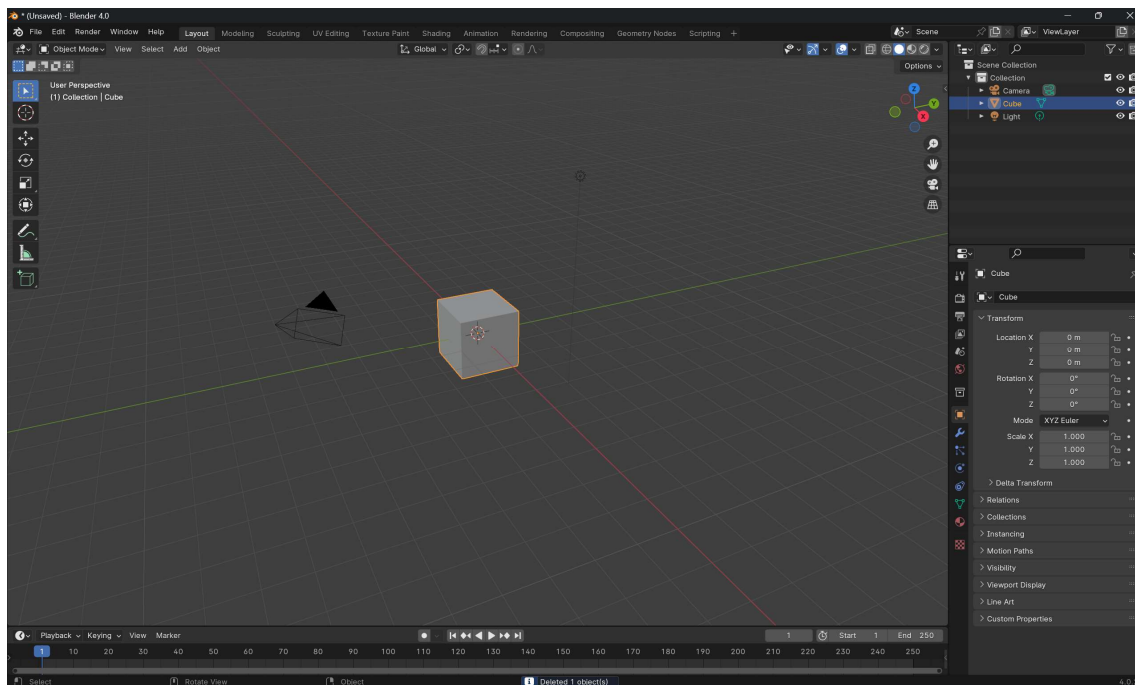 * (Unsaved) - Blender 4.0
File Edit Render Window Help Layout Modeling Sculpting UV Editing Texture Paint Shading Animation Rendering Compositing Geometry Nodes Scripting + Scene ViewLayer
Object Mode View Select Add Object Global
Options
User Perspective
(1) Collection | Cube
Z
Y
X
Scene Collection
Collection
Camera
Cube
Light
Cube
Cube
Transform
Location X 0 m
Y 0 m
Z 0 m
Rotation X 0°
Y 0°
Z 0°
Mode XYZ Euler
Scale X 1.000
Y 1.000
Z 1.000
Delta Transform
Relations
Collections
Instancing
Motion Paths
Visibility
Viewport Display
Line Art
Custom Properties
Playback Keying View Marker 1 Start 1 End 250
1 10 20 30 40 50 60 70 80 90 100 110 120 130 140 150 160 170 180 190 200 210 220 230 240 250
Select Rotate View Object Deleted 1 object(s) 4.0.